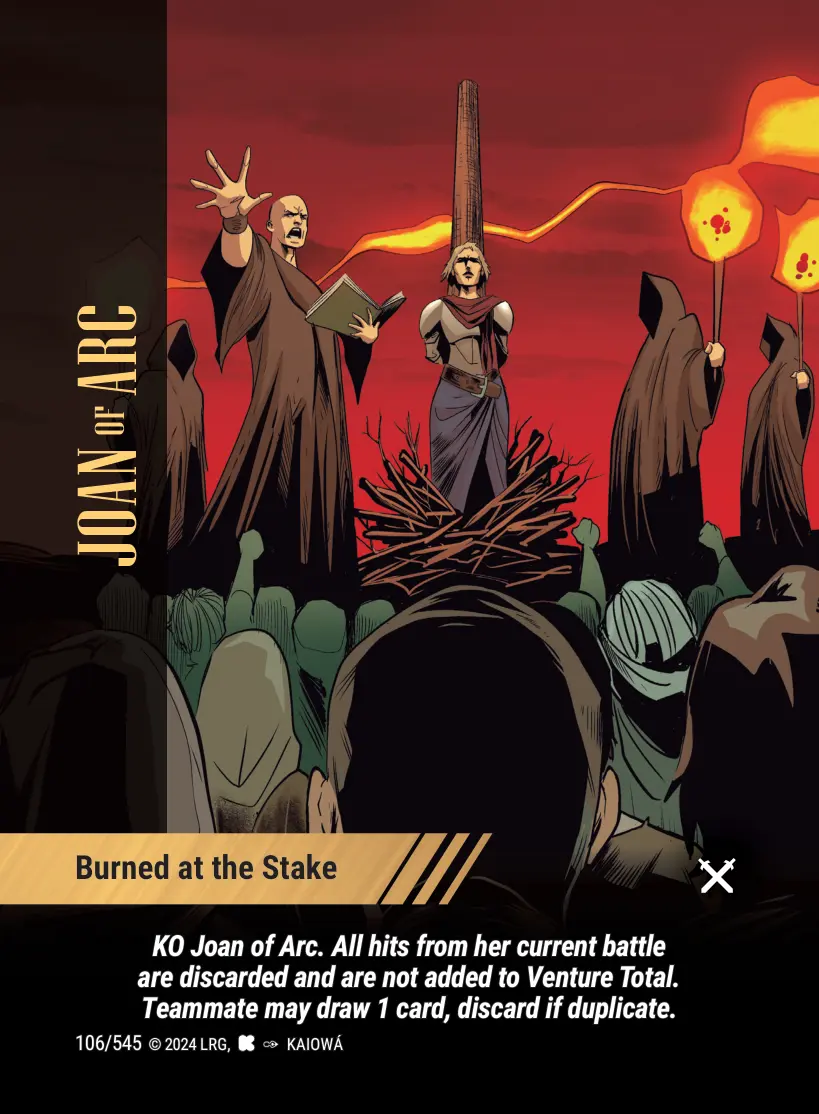 JOAN OF ARC
Burned at the Stake
KO Joan of Arc. All hits from her current battle
are discarded and are not added to Venture Total.
Teammate may draw 1 card, discard if duplicate.
106/545 © 2024 LRG, KAIOWÁ